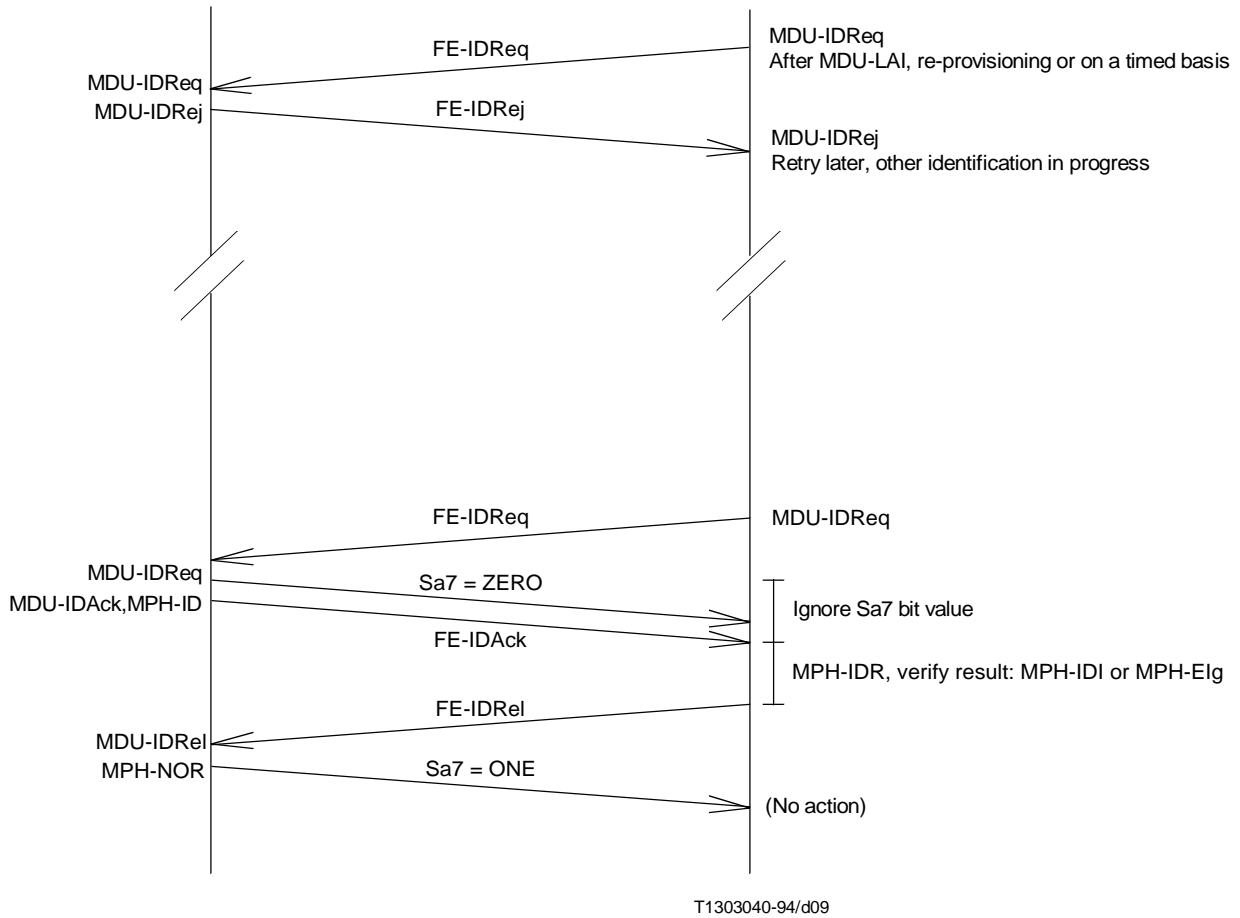 FE-IDReq
MDU-IDReq
After MDU-LAI, re-provisioning or on a timed basis
MDU-IDReq
MDU-IDRej
FE-IDRej
MDU-IDRej
Retry later, other identification in progress
FE-IDReq
MDU-IDReq
MDU-IDReq
Sa7 = ZERO
MDU-IDAck,MPH-ID
Ignore Sa7 bit value
FE-IDAck
MPH-IDR, verify result: MPH-IDI or MPH-EIg
FE-IDRel
MDU-IDRel
MPH-NOR
Sa7 = ONE
(No action)
T1303040-94/d09